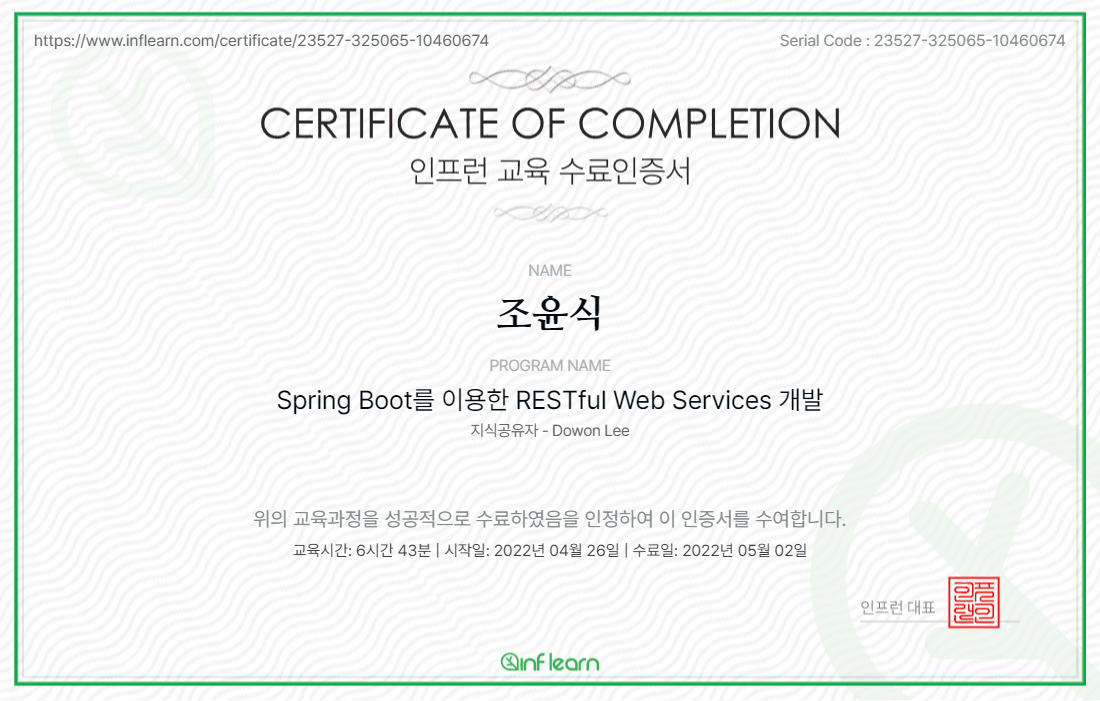 https://www.inflearn.com/certificate/23527-325065-10460674
Serial Code : 23527-325065-10460674
CERTIFICATE OF COMPLETION
인프런 교육 수료인증서
NAME
조윤식
PROGRAM NAME
Spring Boot를 이용한 RESTful Web Services 개발
지식공유자 - Dowon Lee
위의 교육과정을 성공적으로 수료하였음을 인정하여 이 인증서를 수여합니다.
교육시간: 6시간 43분 | 시작일: 2022년 04월 26일 | 수료일: 2022년 05월 02일
인프런 대표
inflearn